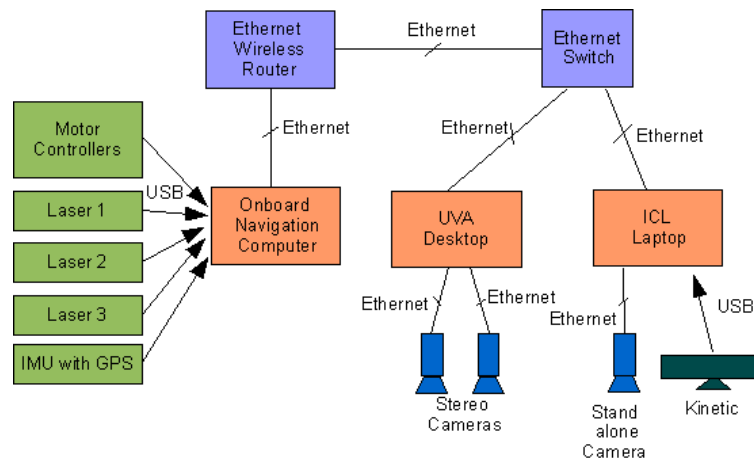 Ethernet
Wireless
Router
Ethernet
Ethernet
Switch
Motor
Controllers
Ethernet
Ethernet
Ethernet
USB
Laser 1
Onboard
Navigation
Computer
UVA
Desktop
ICL
Laptop
Laser 2
Laser 3
Ethernet
Ethernet
Ethernet
USB
IMU with GPS
Stereo
Cameras
Stand
alone
Camera
Kinetic